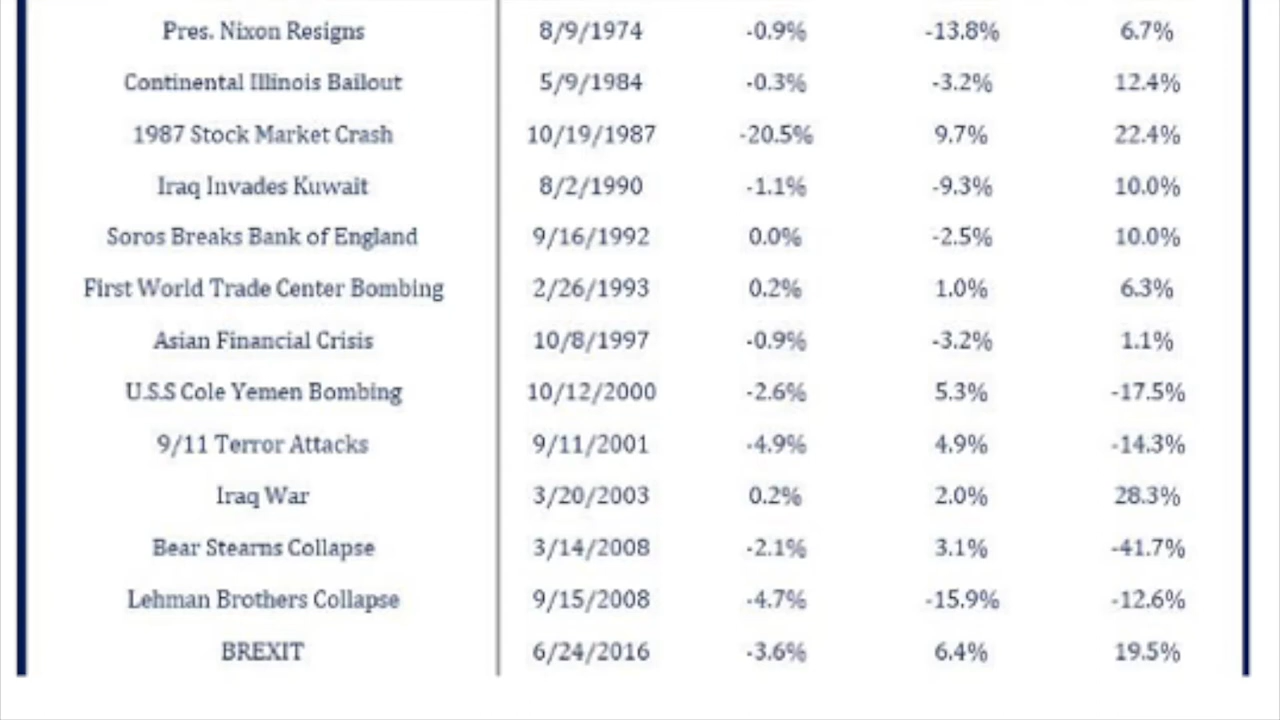 Pres. Nixon Resigns 8/9/1974 -0.9% -13.8% 6.7%
Continental Illinois Bailout 5/9/1984 -0.3% -3.2% 12.4%
1987 Stock Market Crash 10/19/1987 -20.5% 9.7% 22.4%
Iraq Invades Kuwait 8/2/1990 -1.1% -9.3% 10.0%
Soros Breaks Bank of England 9/16/1992 0.0% -2.5% 10.0%
First World Trade Center Bombing 2/26/1993 0.2% 1.0% 6.3%
Asian Financial Crisis 10/8/1997 -0.9% -3.2% 1.1%
U.S.S Cole Yemen Bombing 10/12/2000 -2.6% 5.3% -17.5%
9/11 Terror Attacks 9/11/2001 -4.9% 4.9% -14.3%
Iraq War 3/20/2003 0.2% 2.0% 28.3%
Bear Stearns Collapse 3/14/2008 -2.1% 3.1% -41.7%
Lehman Brothers Collapse 9/15/2008 -4.7% -15.9% -12.6%
BREXIT 6/24/2016 -3.6% 6.4% 19.5%